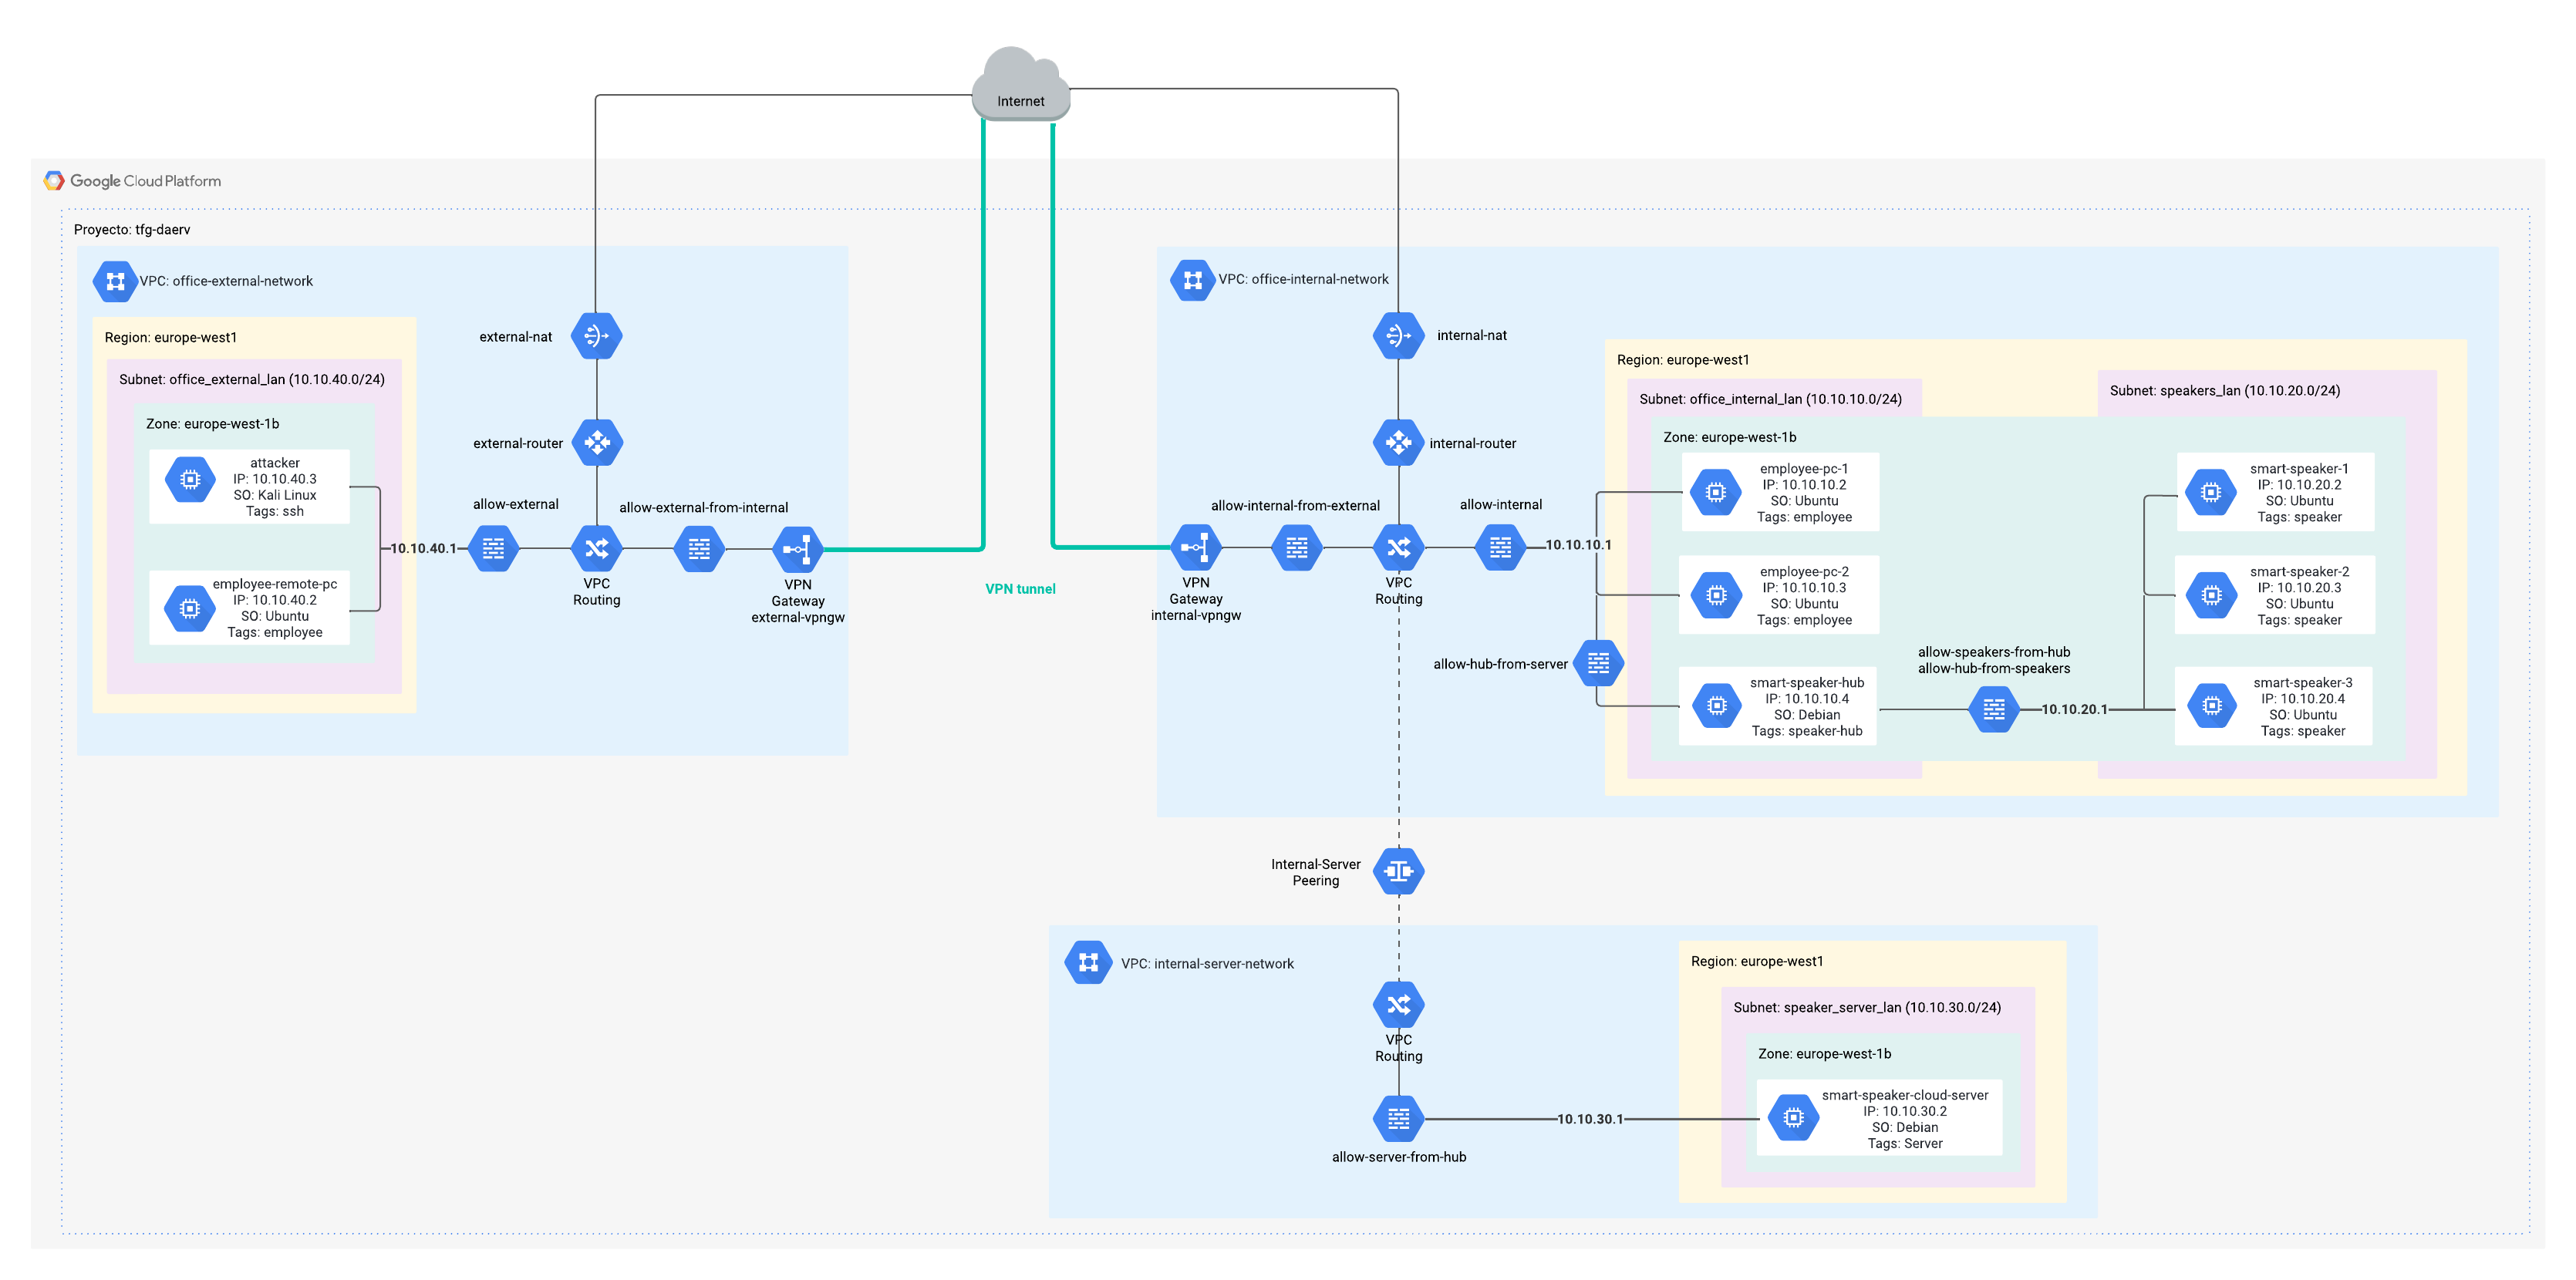 Internet
Google Cloud Platform
Proyecto: tfg-daerv
VPC: office-external-network
Region: europe-west1
Subnet: office_external_lan (10.10.40.0/24)
Zone: europe-west-1b
attacker
IP: 10.10.40.3
SO: Kali Linux
Tags: ssh
employee-remote-pc
IP: 10.10.40.2
SO: Ubuntu
Tags: employee
10.10.40.1
external-nat
external-router
allow-external
allow-external-from-internal
VPC
Routing
VPN
Gateway
external-vpngw
VPN tunnel
VPC: office-internal-network
internal-nat
internal-router
allow-internal-from-external
allow-internal
VPN
Gateway
internal-vpngw
VPC
Routing
10.10.10.1
allow-hub-from-server
Region: europe-west1
Subnet: office_internal_lan (10.10.10.0/24)
Subnet: speakers_lan (10.10.20.0/24)
Zone: europe-west-1b
employee-pc-1
IP: 10.10.10.2
SO: Ubuntu
Tags: employee
employee-pc-2
IP: 10.10.10.3
SO: Ubuntu
Tags: employee
smart-speaker-hub
IP: 10.10.10.4
SO: Debian
Tags: speaker-hub
allow-speakers-from-hub
allow-hub-from-speakers
10.10.20.1
smart-speaker-1
IP: 10.10.20.2
SO: Ubuntu
Tags: speaker
smart-speaker-2
IP: 10.10.20.3
SO: Ubuntu
Tags: speaker
smart-speaker-3
IP: 10.10.20.4
SO: Ubuntu
Tags: speaker
Internal-Server
Peering
VPC: internal-server-network
VPC
Routing
allow-server-from-hub
10.10.30.1
Region: europe-west1
Subnet: speaker_server_lan (10.10.30.0/24)
Zone: europe-west-1b
smart-speaker-cloud-server
IP: 10.10.30.2
SO: Debian
Tags: Server